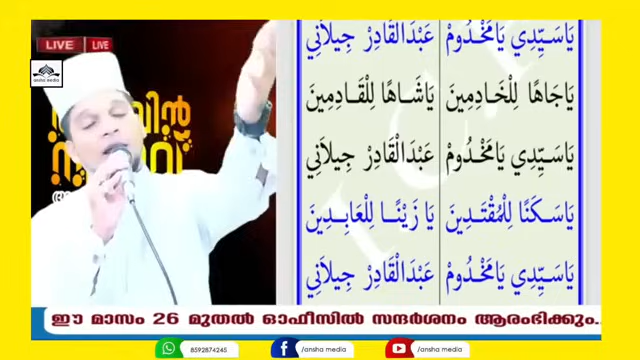 LIVE LIVE
ansha media
يَاسَيِّدِي يَامَخْدُومْ عَبْدَالْقَادِرْ جِيلَانِي
يَاجَاهًا لِلْخَادِمِينَ يَاشَاهًا لِلْقَادِمِينَ
يَاسَيِّدِي يَامَخْدُومْ عَبْدَالْقَادِرْ جِيلَانِي
يَاسَكَنًا لِلْمُقْتَدِينَ يَا زَيْنًا لِلْعَابِدِينَ
يَاسَيِّدِي يَامَخْدُومْ عَبْدَالْقَادِرْ جِيلَانِي
ഈ മാസം 26 മുതൽ ഓഫീസിൽ സന്ദർശനം ആരംഭിക്കും..
8592874245 /ansha media /ansha media